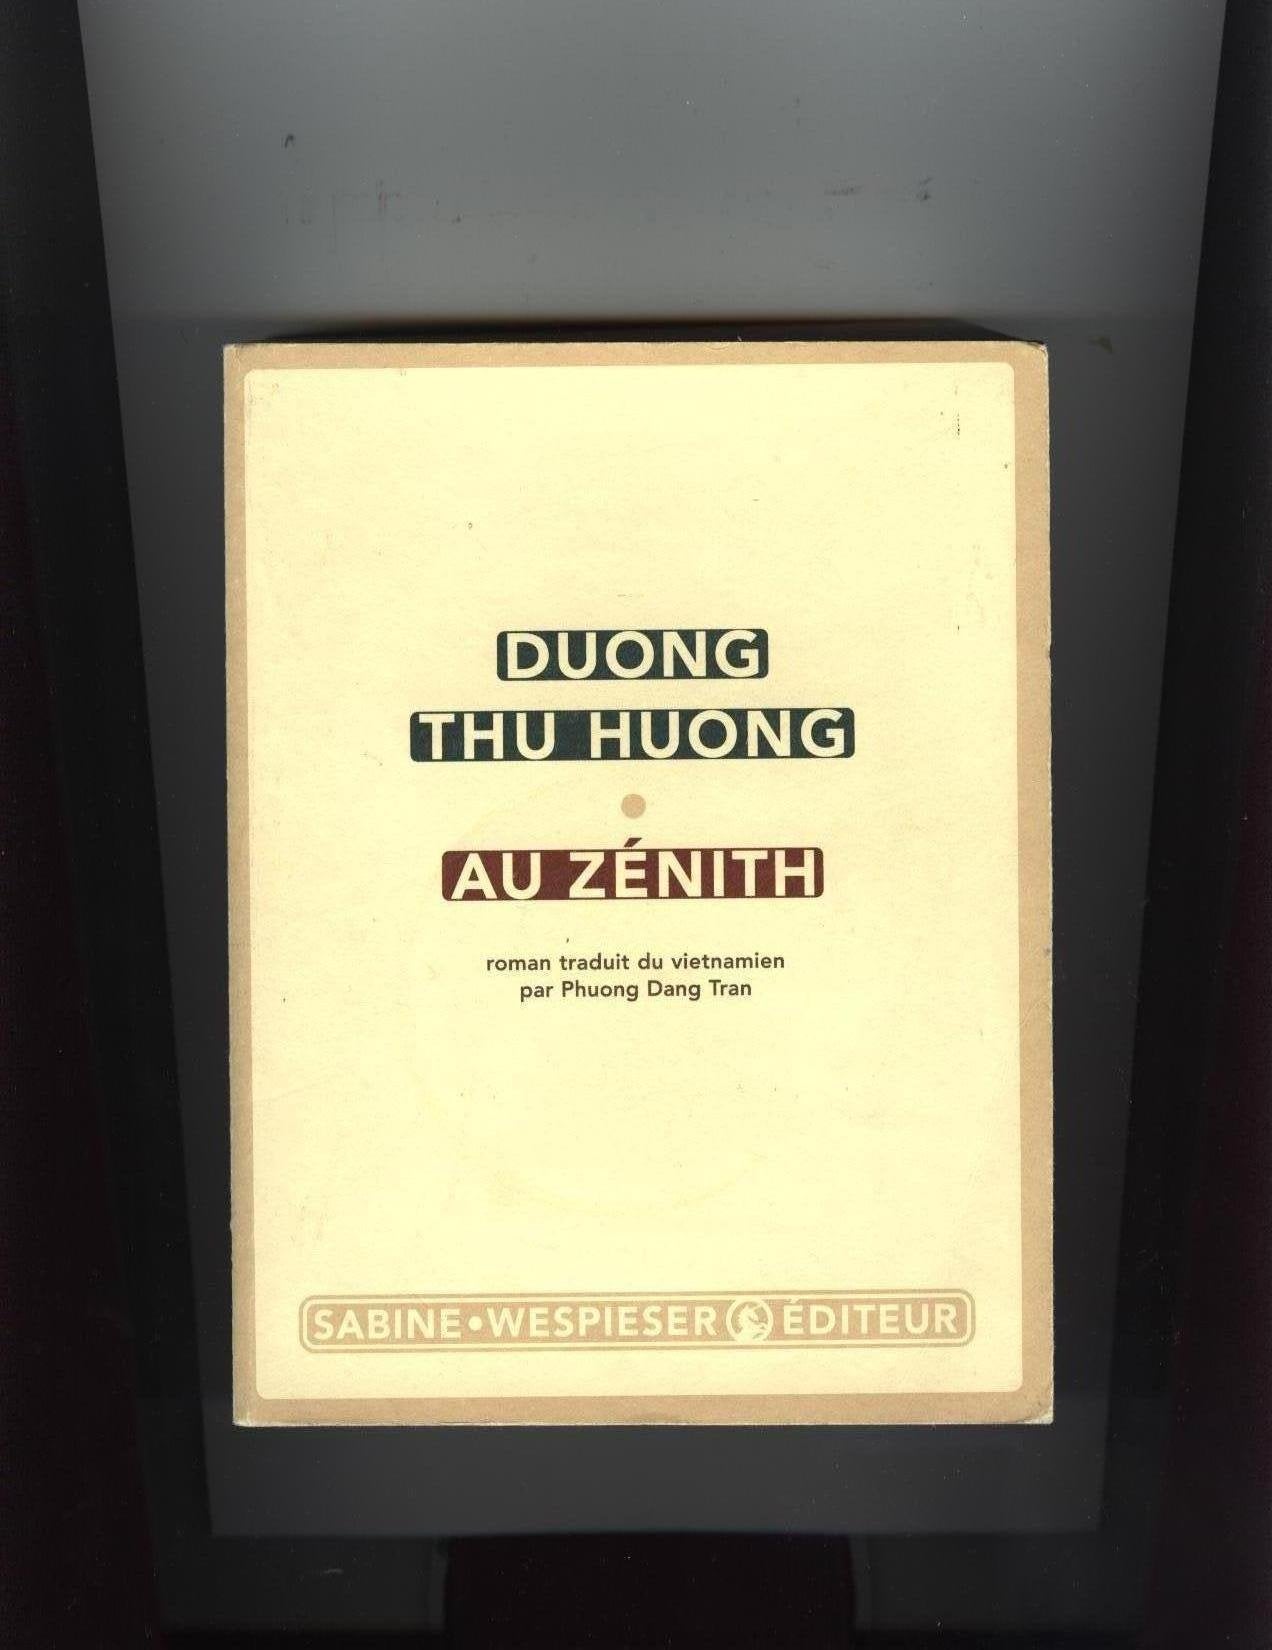 DUONG
THU HUONG
AU ZÉNITH
roman traduit du vietnamien
par Phuong Dang Tran
SABINE • WESPIESER ÉDITEUR